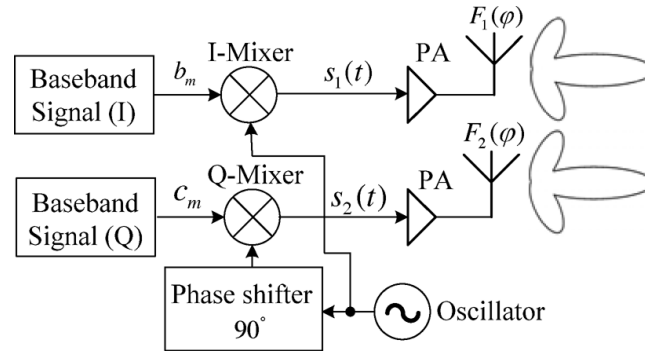 Baseband
Signal (I)
b_m
I-Mixer
s_1(t)
PA
F_1(φ)
Baseband
Signal (Q)
c_m
Q-Mixer
s_2(t)
PA
F_2(φ)
Phase shifter
90°
Oscillator